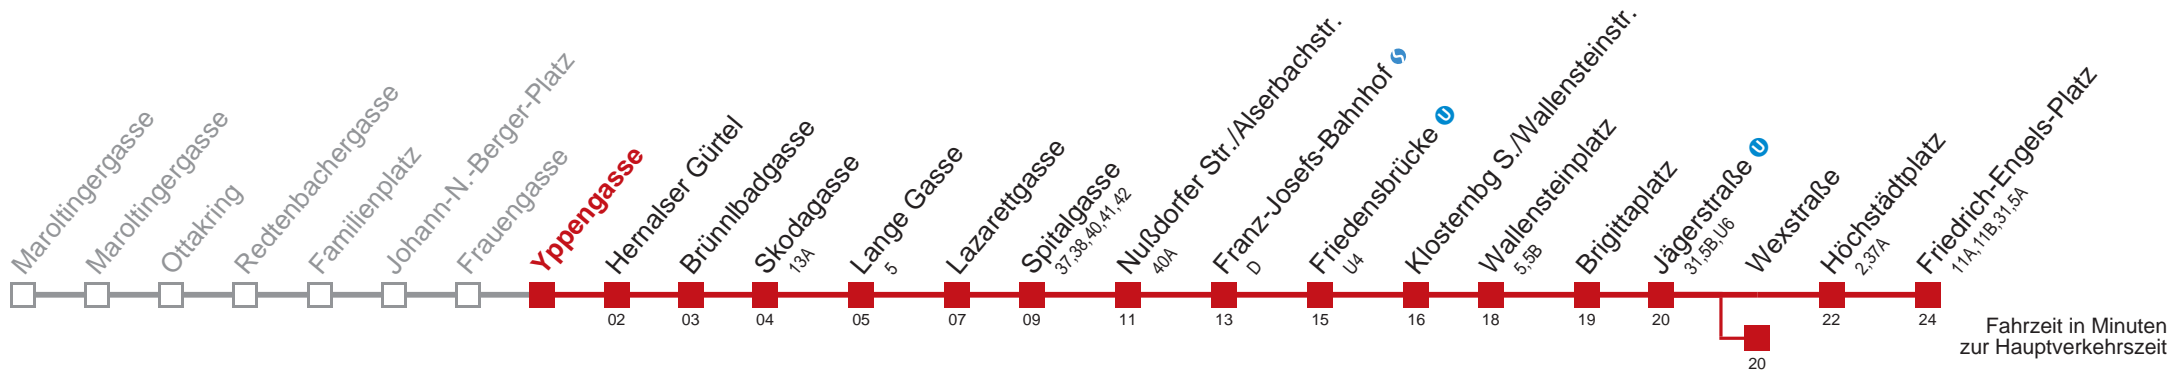 Maroltingergasse
Maroltingergasse
Ottakring
Redtenbachergasse
Familienplatz
Johann-N.-Berger-Platz
Frauengasse
Yppengasse
Hernalser Gürtel
02
Brünnlbadgasse
03
Skodagasse
13A
04
Lange Gasse
5
05
Lazarettgasse
07
Spitalgasse
37,38,40,41,42
09
Nußdorfer Str./Alserbachstr.
40A
11
Franz-Josefs-Bahnhof S
D
13
Friedensbrücke U
U4
15
Klosternbg S./Wallensteinstr.
16
Wallensteinplatz
5,5B
18
Brigittaplatz
19
Jägerstraße U
31,5B,U6
20
Wexstraße
20
Höchstädtplatz
2,37A
22
Friedrich-Engels-Platz
11A,11B,31,5A
24
Fahrzeit in Minuten
zur Hauptverkehrszeit